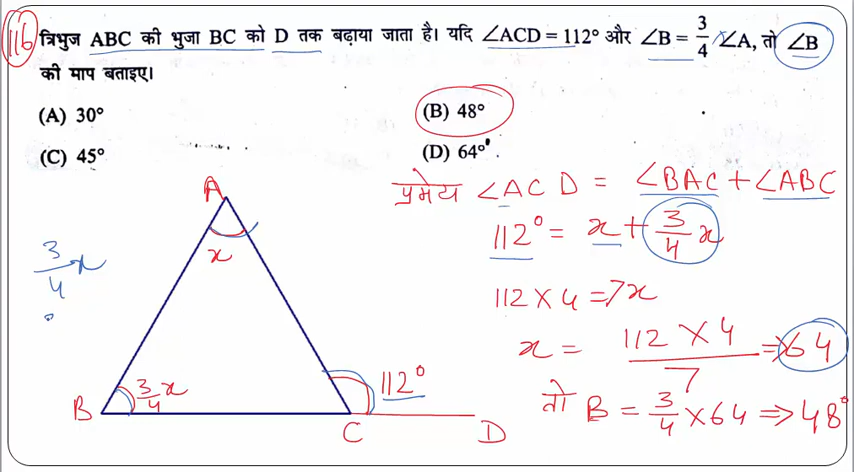 116 त्रिभुज ABC की भुजा BC को D तक बढ़ाया जाता है। यदि ∠ACD = 112° और ∠B = 3/4 ∠A, तो ∠B
की माप बताइए।
(A) 30° (B) 48°
(C) 45° (D) 64°
प्रमेय ∠ACD = ∠BAC + ∠ABC
112° = x + 3/4 x
112 × 4 = 7x
x = 112 × 4 / 7 ⇒ 64
तो B = 3/4 × 64 ⇒ 48°
A
x
3/4 x
B
3/4 x
112°
C
D